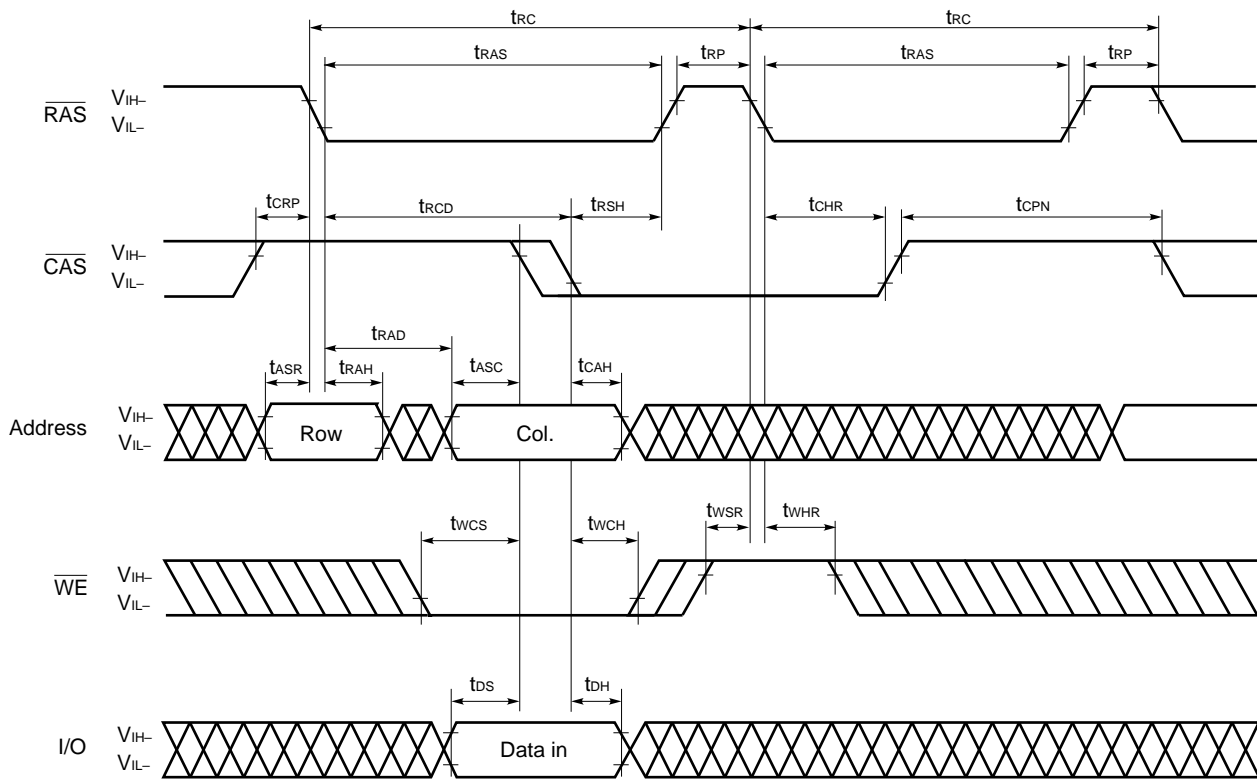 tRC tRC
tRAS tRP tRAS tRP
RAS VIH–
VIL–
tCRP tRCD tRSH tCHR tCPN
CAS VIH–
VIL–
tRAD
tASR tRAH tASC tCAH
Address VIH–
VIL–
Row Col.
tWCS tWCH tWSR tWHR
WE VIH–
VIL–
tDS tDH
I/O VIH–
VIL–
Data in